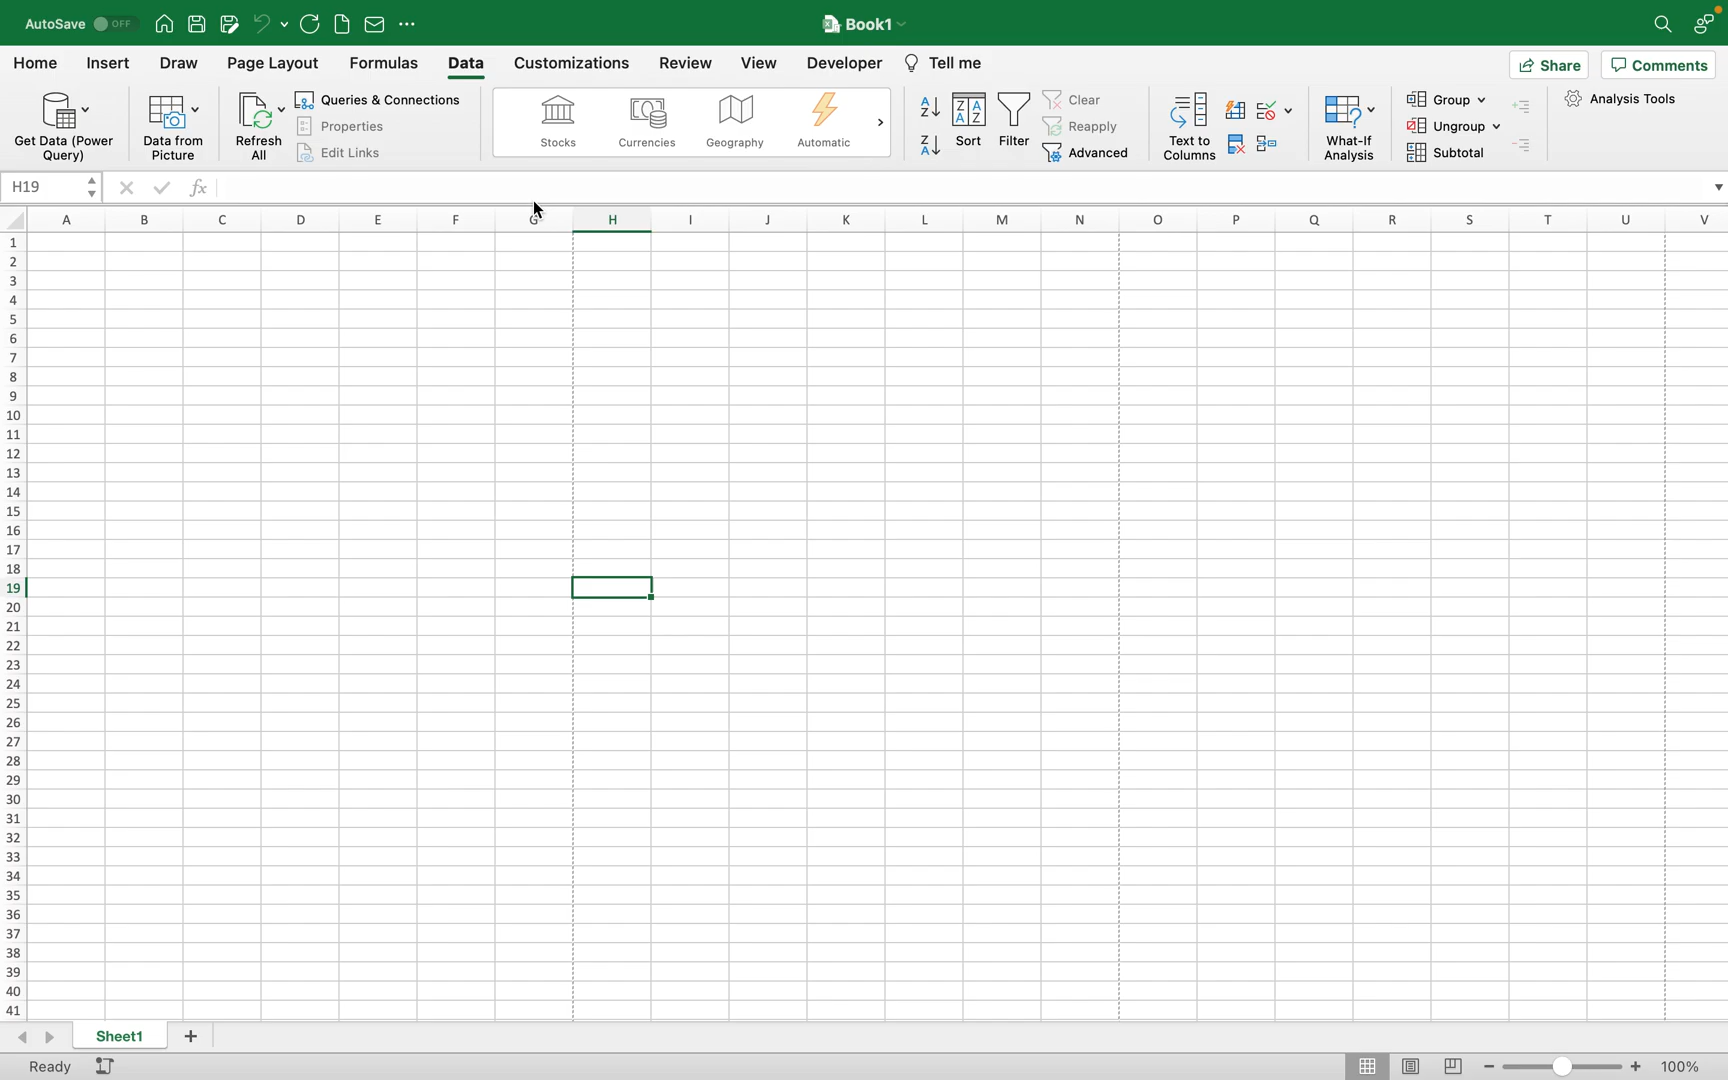 AutoSave OFF Book1
Home Insert Draw Page Layout Formulas Data Customizations Review View Developer Tell me Share Comments
Get Data (Power Query)
Data from Picture
Refresh All
Queries & Connections
Properties
Edit Links
Stocks Currencies Geography Automatic
Sort
Filter
Clear
Reapply
Advanced
Text to Columns
What-If Analysis
Group
Ungroup
Subtotal
Analysis Tools
H19 fx
A B C D E F G H I J K L M N O P Q R S T U V
1
2
3
4
5
6
7
8
9
10
11
12
13
14
15
16
17
18
19
20
21
22
23
24
25
26
27
28
29
30
31
32
33
34
35
36
37
38
39
40
41
Sheet1
Ready 100%